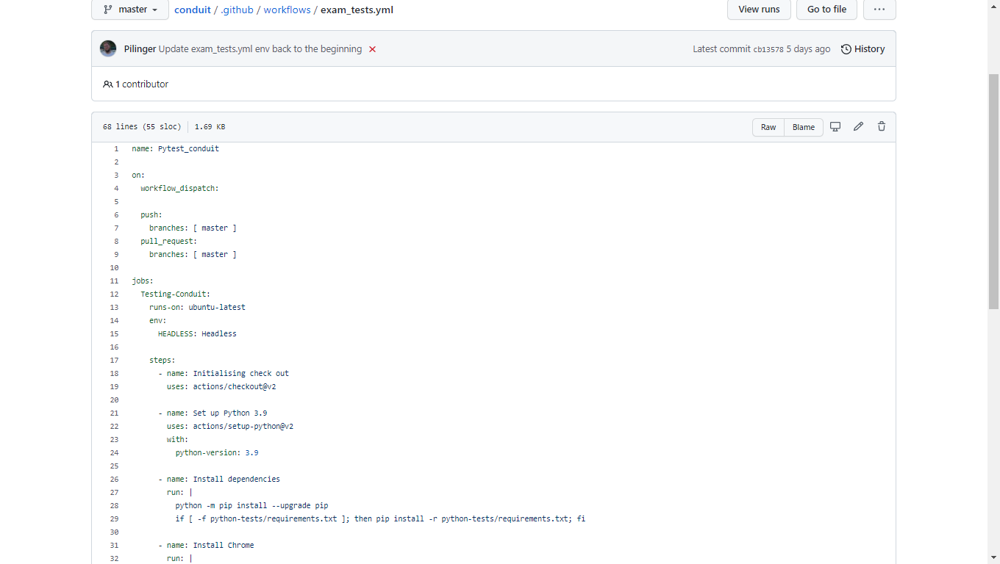 master conduit / .github / workflows / exam_tests.yml View runs Go to file ...
Pilinger Update exam_tests.yml env back to the beginning Latest commit cb13578 5 days ago History
1 contributor
68 lines (55 sloc) 1.69 KB Raw Blame
1 name: Pytest_conduit
2
3 on:
4 workflow_dispatch:
5
6 push:
7 branches: [ master ]
8 pull_request:
9 branches: [ master ]
10
11 jobs:
12 Testing-Conduit:
13 runs-on: ubuntu-latest
14 env:
15 HEADLESS: Headless
16
17 steps:
18 - name: Initialising check out
19 uses: actions/checkout@v2
20
21 - name: Set up Python 3.9
22 uses: actions/setup-python@v2
23 with:
24 python-version: 3.9
25
26 - name: Install dependencies
27 run: |
28 python -m pip install --upgrade pip
29 if [ -f python-tests/requirements.txt ]; then pip install -r python-tests/requirements.txt; fi
30
31 - name: Install Chrome
32 run: |